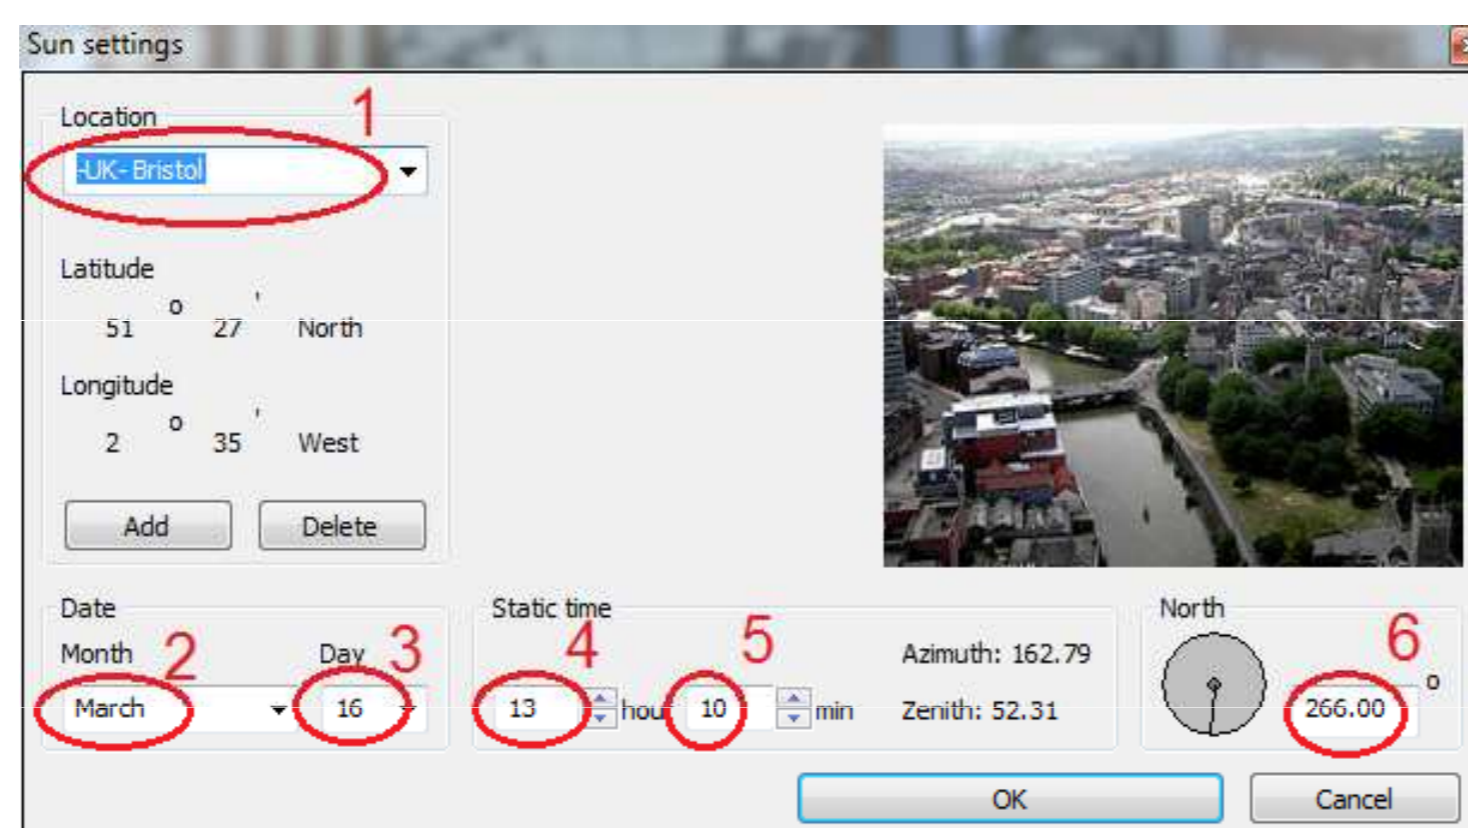 Sun settings
Location
1
-UK- Bristol
Latitude
51 o 27 ' North
Longitude
2 o 35 ' West
Add Delete
Date
Month 2 Day 3
March 16
Static time
4 5
13 hour 10 min
Azimuth: 162.79
Zenith: 52.31
North
6
266.00 o
OK Cancel